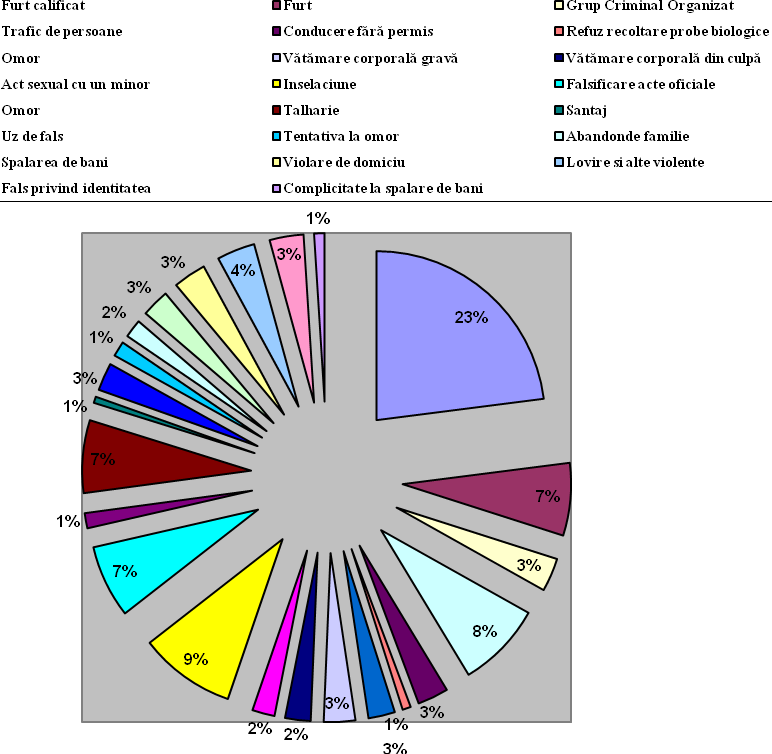 Furt calificat Furt Grup Criminal Organizat
Trafic de persoane Conducere fără permis Refuz recoltare probe biologice
Omor Vătămare corporală gravă Vătămare corporală din culpă
Act sexual cu un minor Inselaciune Falsificare acte oficiale
Omor Talharie Santaj
Uz de fals Tentativa la omor Abandonde familie
Spalarea de bani Violare de domiciu Lovire si alte violente
Fals privind identitatea Complicitate la spalare de bani
1%
3%
4%
3%
3%
2%
1%
3%
1%
7%
1%
7%
9%
2%
2%
3%
3%
1%
3%
8%
3%
7%
23%